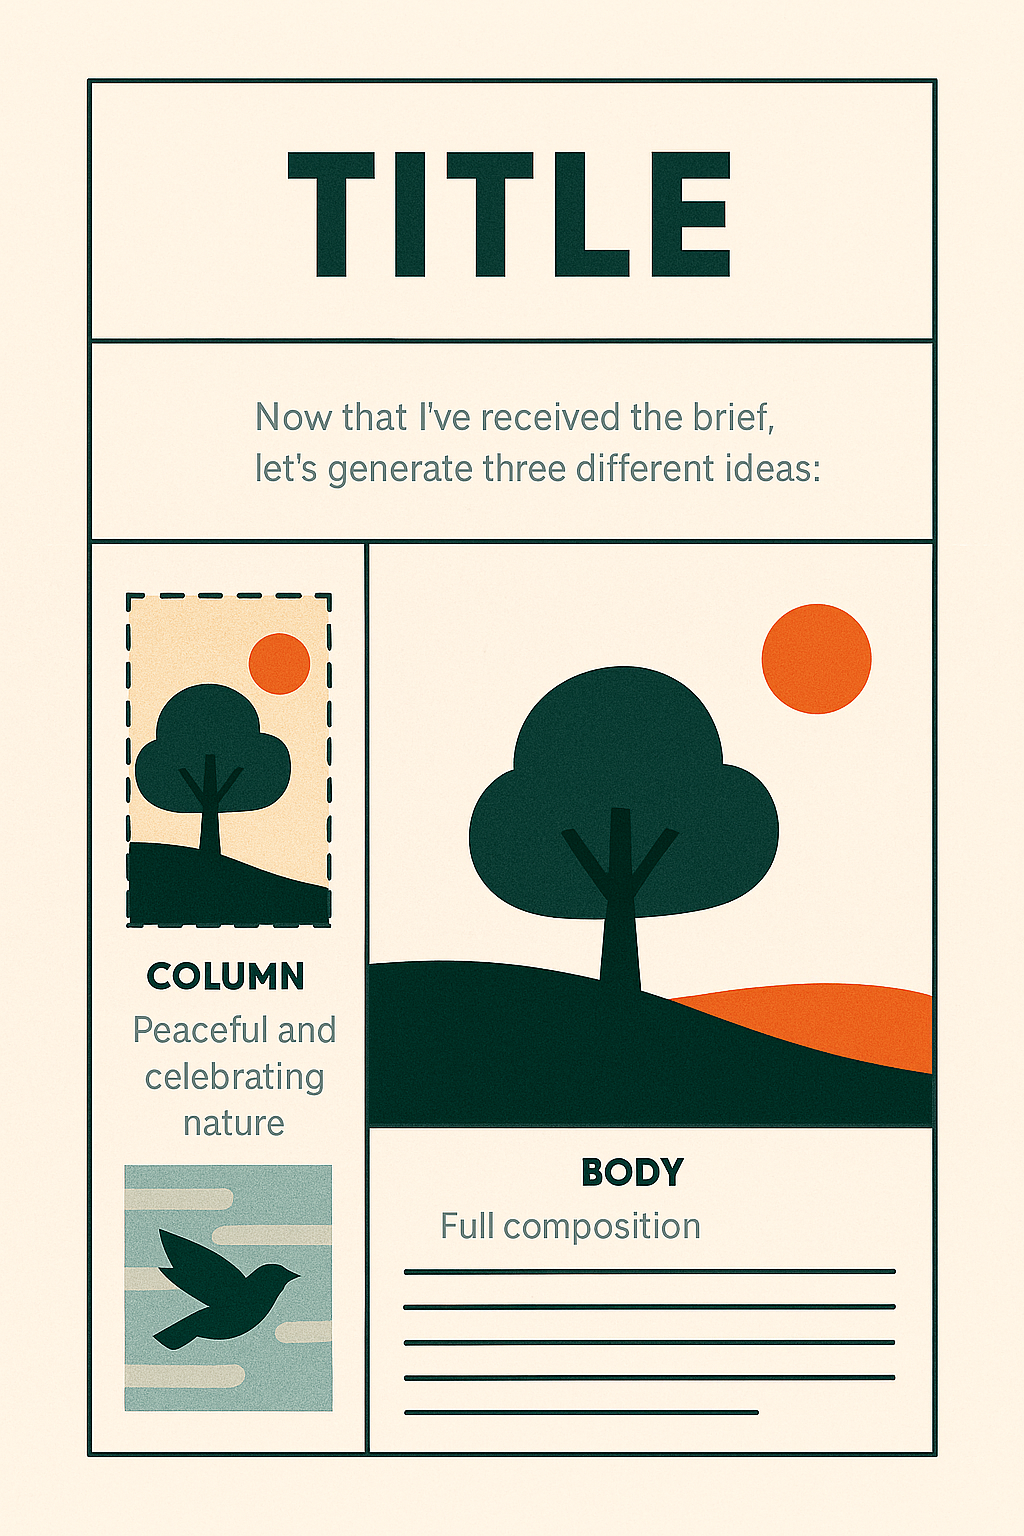 TITLE
Now that I've received the brief,
let's generate three different ideas:
COLUMN
Peaceful and
celebrating
nature
BODY
Full composition